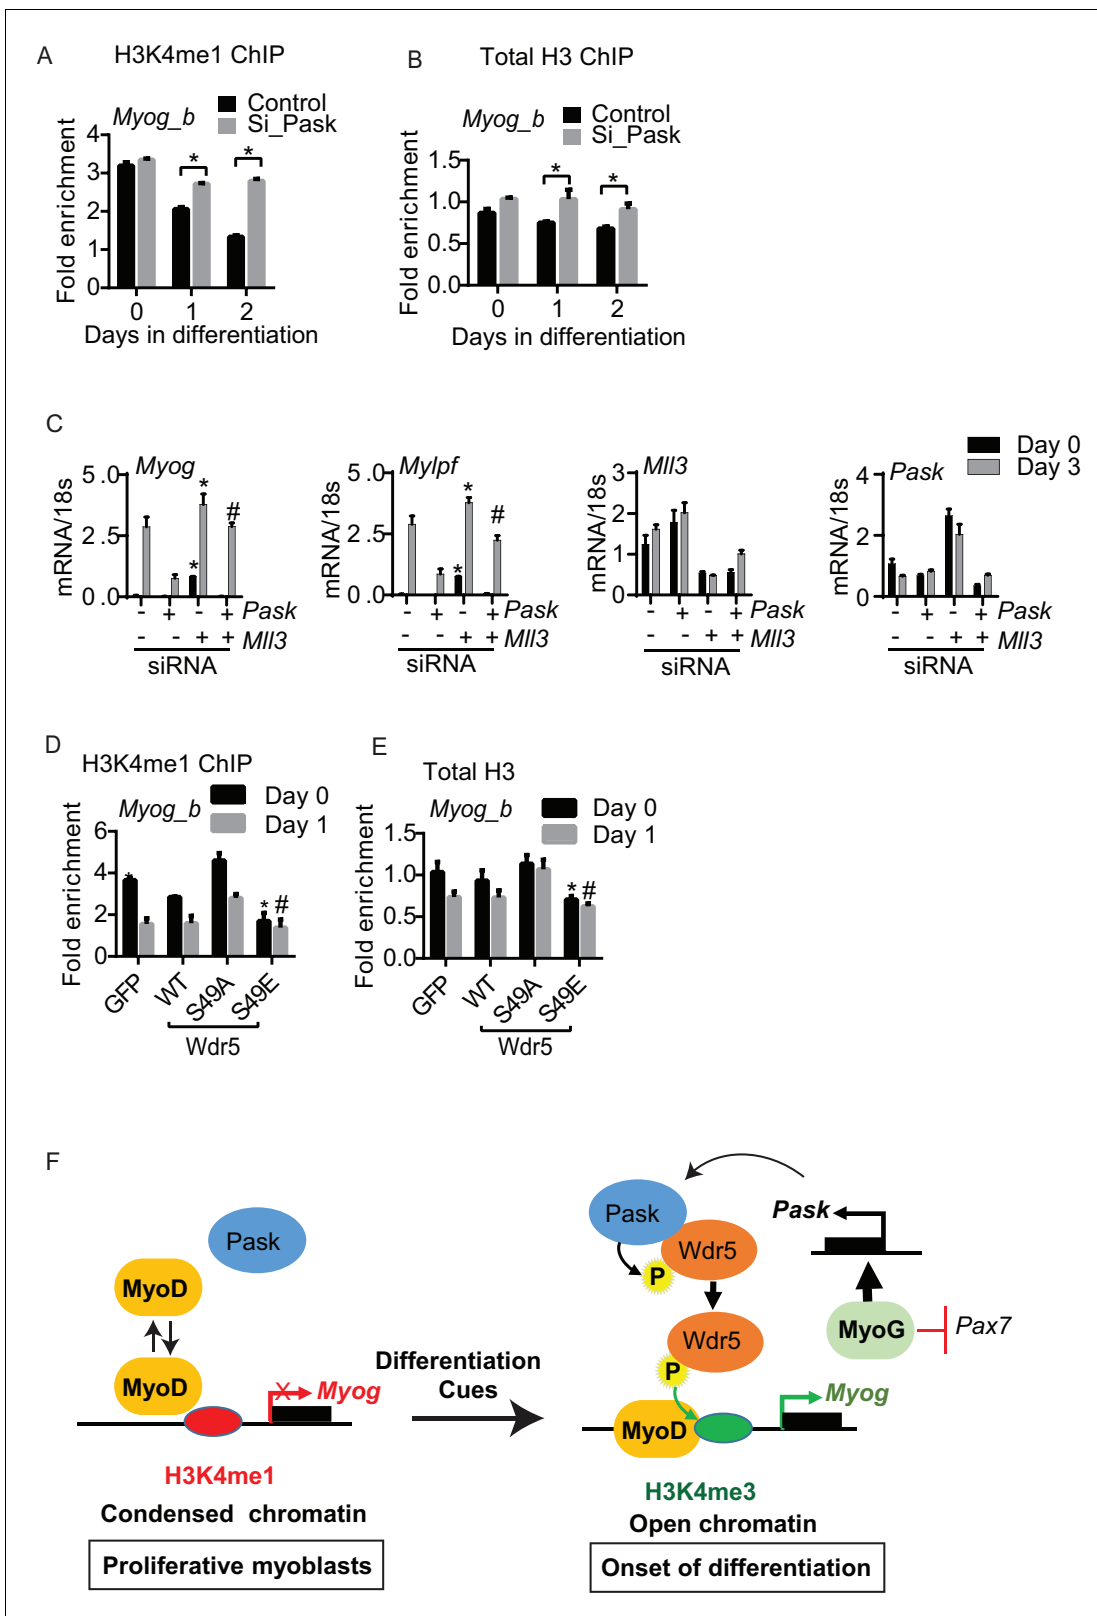 A
H3K4me1 ChIP
Myog_b
Control
Si_Pask
Fold enrichment
4
3
2
1
0
*
*
0 1 2
Days in differentiation
B
Total H3 ChIP
Myog_b
Control
Si_Pask
Fold enrichment
1.5
1.0
0.5
0.0
*
*
0 1 2
Days in differentiation
C
Myog
mRNA/18s
5.0
2.5
0.0
*
*
#
- + - + Pask
- - + + Mll3
siRNA
Mylpf
5.0
2.5
0.0
*
*
#
- + - + Pask
- - + + Mll3
siRNA
Mll3
mRNA/18s
3
2
1
0
- + - + Pask
- - + + Mll3
siRNA
Pask
Day 0
Day 3
mRNA/18s
4
2
0
- + - + Pask
- - + + Mll3
siRNA
D
H3K4me1 ChIP
Myog_b
Day 0
Day 1
Fold enrichment
6
4
2
0
*
*
#
GFP
WT
S49A
S49E
Wdr5
E
Total H3
Myog_b
Day 0
Day 1
Fold enrichment
1.5
1.0
0.5
0.0
*
#
GFP
WT
S49A
S49E
Wdr5
F
Pask
MyoD
MyoD
X
Myog
H3K4me1
Condensed chromatin
Proliferative myoblasts
Differentiation
Cues
Pask
Wdr5
P
Pask
Wdr5
P
MyoG
Pax7
MyoD
Myog
H3K4me3
Open chromatin
Onset of differentiation